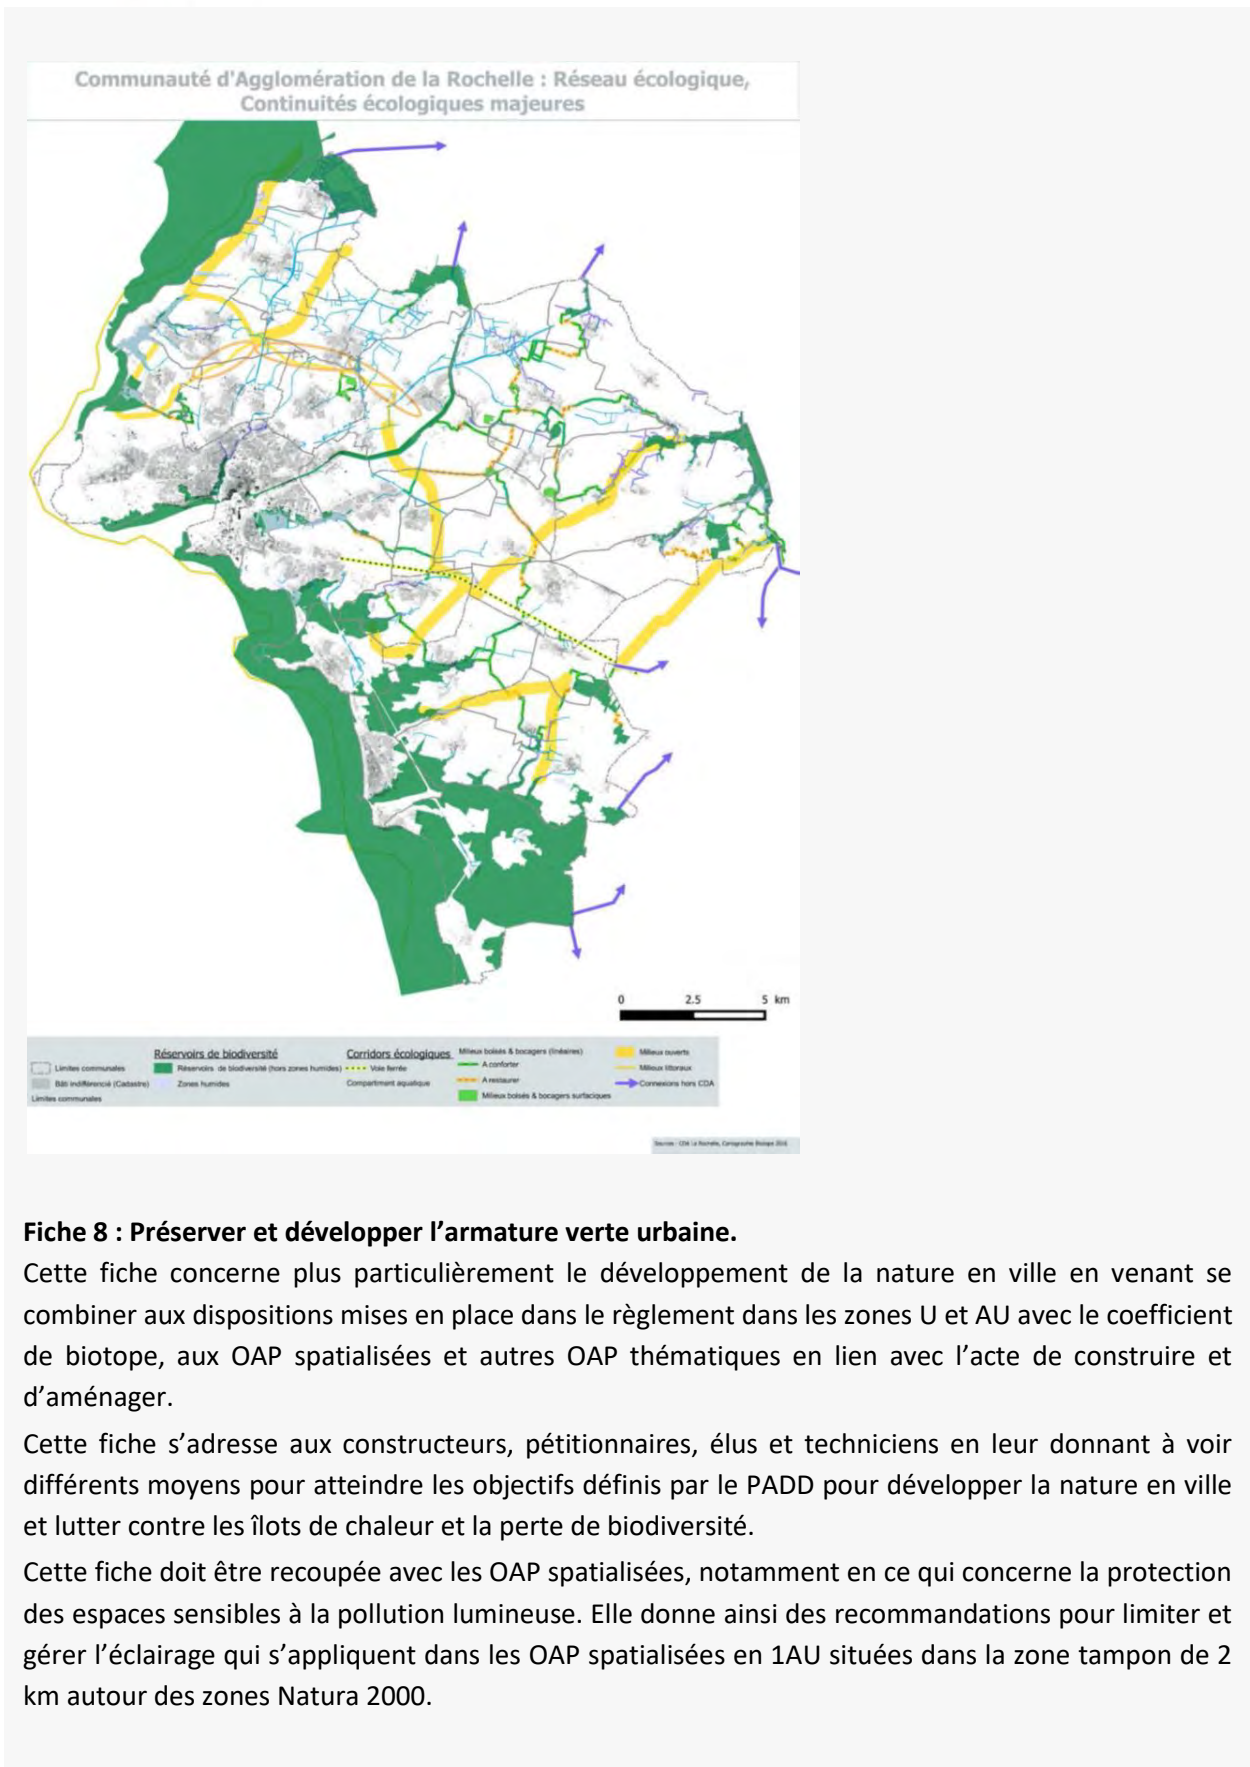 Communauté d'Agglomération de la Rochelle : Réseau écologique,
Continuités écologiques majeures
0 2.5 5 km
Réservoirs de biodiversité
Corridors écologiques
Milieux boisés & bocagers (linéaires)
Milieux ouverts
Limites communales
Réservoirs de biodiversité (hors zones humides)
Voie ferrée
A conforter
Milieux littoraux
Bâti indifférencié (Cadastre)
Zones humides
Compartiment aquatique
A restaurer
Connexions hors CDA
Limites communales
Milieux boisés & bocagers surfaciques
Sources : CDA La Rochelle, Cartographie Biotope 2016
Fiche 8 : Préserver et développer l’armature verte urbaine.
Cette fiche concerne plus particulièrement le développement de la nature en ville en venant se
combiner aux dispositions mises en place dans le règlement dans les zones U et AU avec le coefficient
de biotope, aux OAP spatialisées et autres OAP thématiques en lien avec l’acte de construire et
d’aménager.
Cette fiche s’adresse aux constructeurs, pétitionnaires, élus et techniciens en leur donnant à voir
différents moyens pour atteindre les objectifs définis par le PADD pour développer la nature en ville
et lutter contre les îlots de chaleur et la perte de biodiversité.
Cette fiche doit être recoupée avec les OAP spatialisées, notamment en ce qui concerne la protection
des espaces sensibles à la pollution lumineuse. Elle donne ainsi des recommandations pour limiter et
gérer l’éclairage qui s’appliquent dans les OAP spatialisées en 1AU situées dans la zone tampon de 2
km autour des zones Natura 2000.